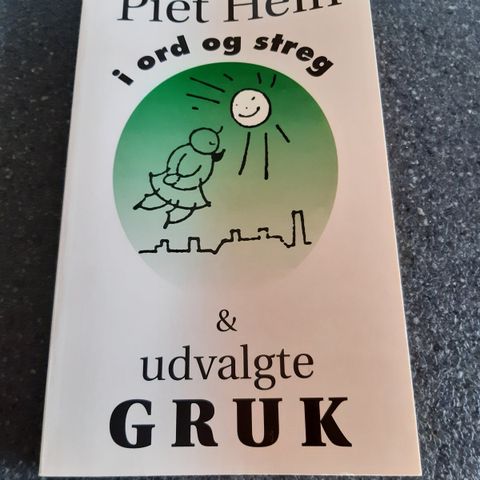 Piet Hein
i ord og streg
&
udvalgte
GRUK